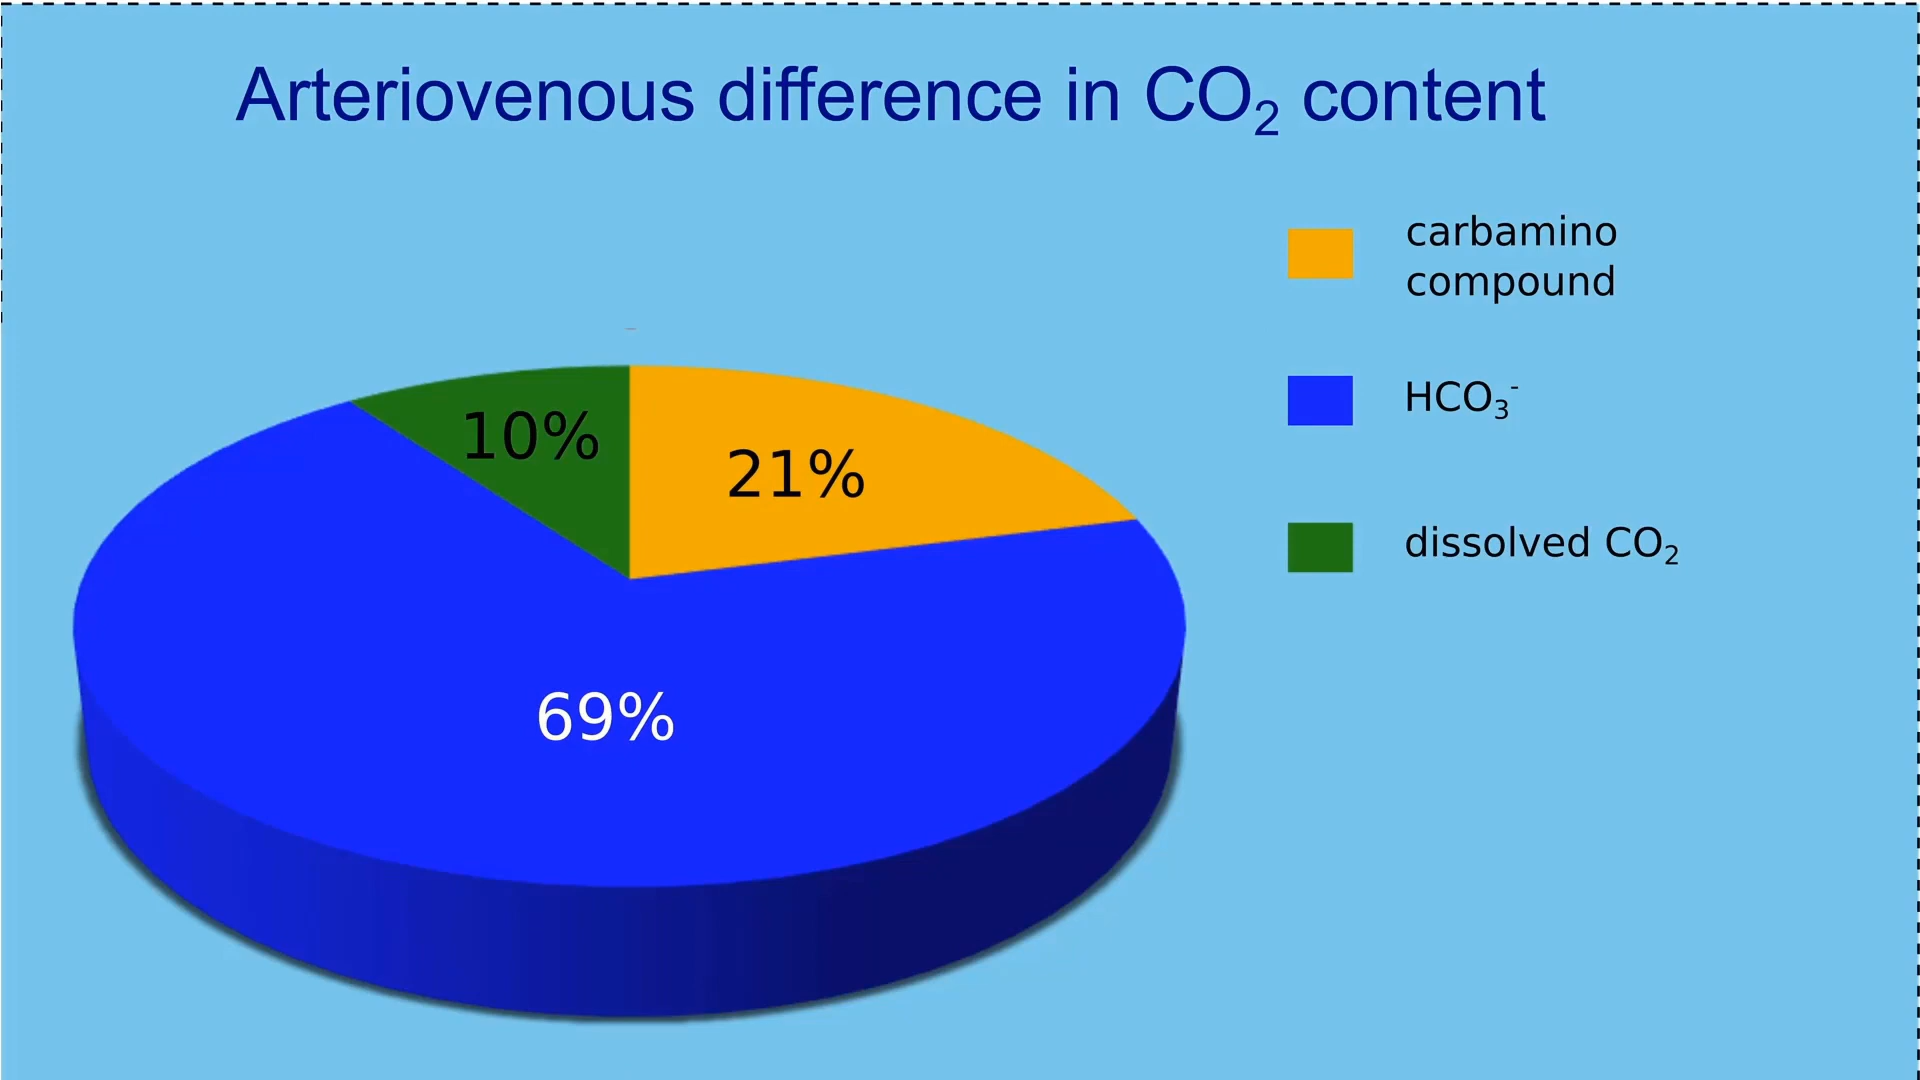 Arteriovenous difference in CO₂ content
carbamino
compound
HCO₃⁻
dissolved CO₂
10%
21%
69%